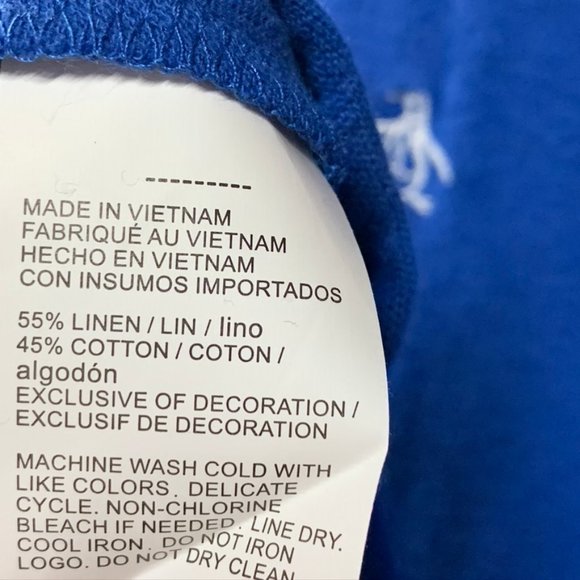 MADE IN VIETNAM
FABRIQUÉ AU VIETNAM
HECHO EN VIETNAM
CON INSUMOS IMPORTADOS
55% LINEN / LIN / lino
45% COTTON / COTON /
algodón
EXCLUSIVE OF DECORATION /
EXCLUSIF DE DECORATION
MACHINE WASH COLD WITH
LIKE COLORS. DELICATE
CYCLE. NON-CHLORINE
BLEACH IF NEEDED. LINE DRY.
COOL IRON. DO NOT IRON
LOGO. DO NOT DRY CLEAN